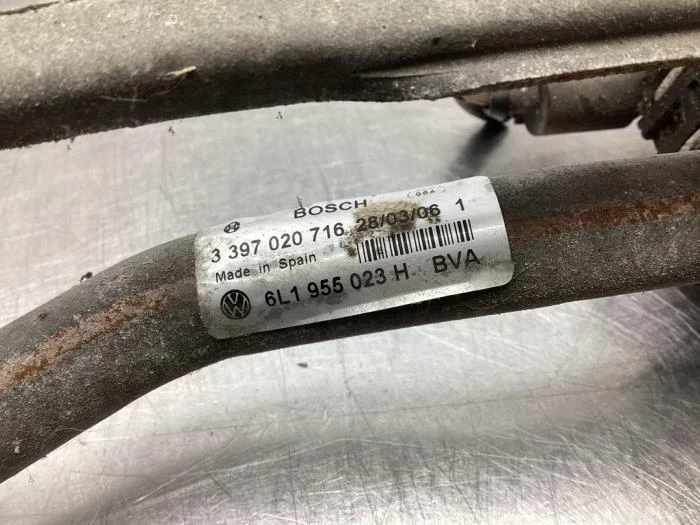 BOSCH
3 397 020 716 28/03/06 1
Made in Spain
6L1 955 023 H BVA